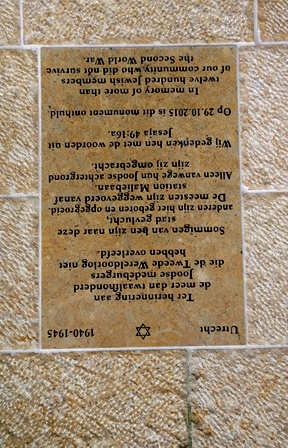 Utrecht ✡ 1940-1945
Ter herinnering aan
de meer dan twaalfhonderd
Joodse medeburgers
die de Tweede Wereldoorlog niet
hebben overleefd.
Sommigen van hen zijn naar deze
stad gevlucht,
anderen zijn hier geboren en opgegroeid.
De meesten zijn weggevoerd vanaf
station Maliebaan.
Alleen vanwege hun Joodse achtergrond
zijn zij omgebracht.
Wij gedenken hen met de woorden uit
Jesaja 49:16a.
Op 29.10.2015 is dit monument onthuld.
In memory of more than
twelve hundred Jewish members
of our community who did not survive
the Second World War.